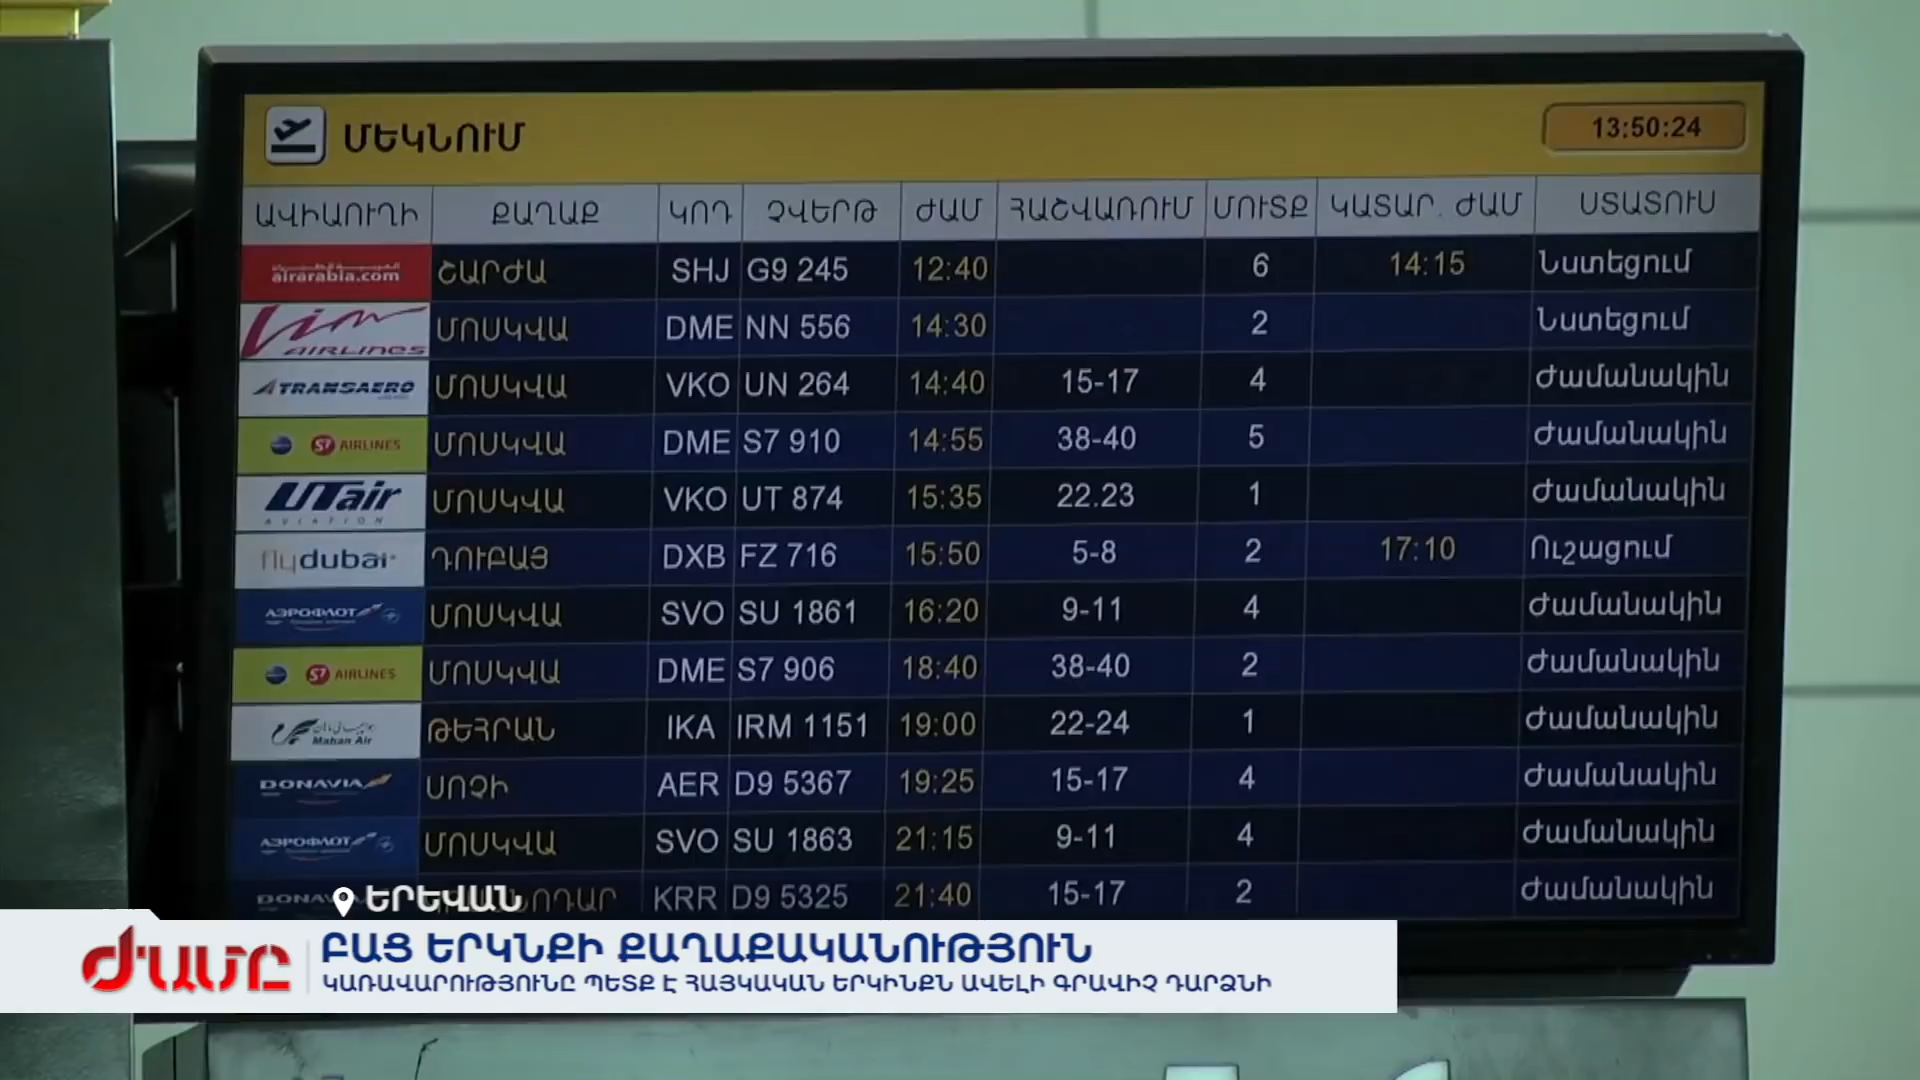 ՄԵԿՆՈՒՄ 13:50:24
ԱՎԻԱՈՒՂԻ ՔԱՂԱՔ ԿՈԴ ՉՎԵՐԹ ԺԱՄ ՀԱՇՎԱՌՈՒՄ ՄՈՒՏՔ ԿԱՏԱՐ. ԺԱՄ ՍՏԱՏՈՒՍ
airarabia.com ՇԱՐԺԱ SHJ G9 245 12:40 6 14:15 Նստեցում
Vim AIRLINES ՄՈՍԿՎԱ DME NN 556 14:30 2 Նստեցում
TRANSAERO ՄՈՍԿՎԱ VKO UN 264 14:40 15-17 4 Ժամանակին
S7 AIRLINES ՄՈՍԿՎԱ DME S7 910 14:55 38-40 5 Ժամանակին
UTair AVIATION ՄՈՍԿՎԱ VKO UT 874 15:35 22.23 1 Ժամանակին
flydubai ԴՈՒԲԱՅ DXB FZ 716 15:50 5-8 2 17:10 Ուշացում
АЭРОФЛОТ ՄՈՍԿՎԱ SVO SU 1861 16:20 9-11 4 Ժամանակին
S7 AIRLINES ՄՈՍԿՎԱ DME S7 906 18:40 38-40 2 Ժամանակին
Mahan Air ԹԵՀՐԱՆ IKA IRM 1151 19:00 22-24 1 Ժամանակին
DONAVIA ՍՈՉԻ AER D9 5367 19:25 15-17 4 Ժամանակին
АЭРОФЛОТ ՄՈՍԿՎԱ SVO SU 1863 21:15 9-11 4 Ժամանակին
KRR D9 5325 21:40 15-17 2 Ժամանակին
ԵՐԵՎԱՆ
ԺԱՄԸ
ԲԱՑ ԵՐԿՆՔԻ ՔԱՂԱՔԱԿԱՆՈՒԹՅՈՒՆ
ԿԱՌԱՎԱՐՈՒԹՅՈՒՆԸ ՊԵՏՔ Է ՀԱՅԿԱԿԱՆ ԵՐԿԻՆՔՆ ԱՎԵԼԻ ԳՐԱՎԻՉ ԴԱՐՁՆԻ